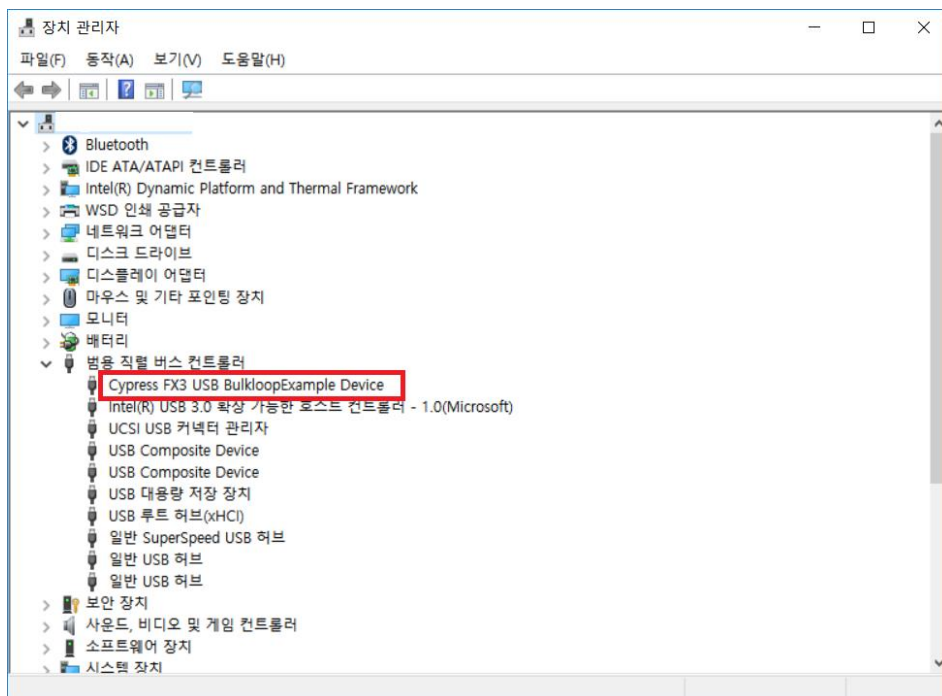 장치 관리자
파일(F) 동작(A) 보기(V) 도움말(H)
Bluetooth
IDE ATA/ATAPI 컨트롤러
Intel(R) Dynamic Platform and Thermal Framework
WSD 인쇄 공급자
네트워크 어댑터
디스크 드라이브
디스플레이 어댑터
마우스 및 기타 포인팅 장치
모니터
배터리
범용 직렬 버스 컨트롤러
Cypress FX3 USB BulkloopExample Device
Intel(R) USB 3.0 확장 가능한 호스트 컨트롤러 - 1.0(Microsoft)
UCSI USB 커넥터 관리자
USB Composite Device
USB Composite Device
USB 대용량 저장 장치
USB 루트 허브(xHCI)
일반 SuperSpeed USB 허브
일반 USB 허브
일반 USB 허브
보안 장치
사운드, 비디오 및 게임 컨트롤러
소프트웨어 장치
시스템 장치